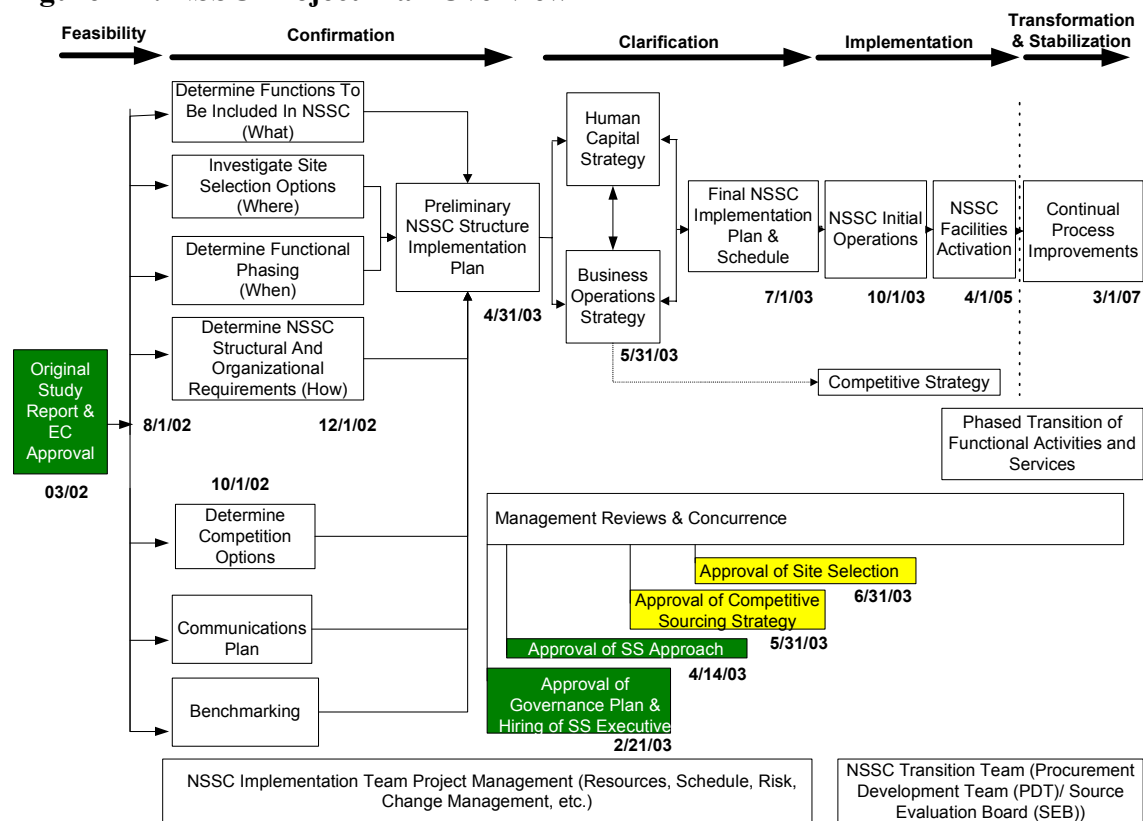 Feasibility
Confirmation
Clarification
Implementation
Transformation
& Stabilization
Determine Functions To
Be Included In NSSC
(What)
Investigate Site
Selection Options
(Where)
Determine Functional
Phasing
(When)
Determine NSSC
Structural And
Organizational
Requirements (How)
Original
Study
Report &
EC
Approval
03/02
8/1/02
12/1/02
10/1/02
Determine
Competition
Options
Communications
Plan
Benchmarking
Preliminary
NSSC Structure
Implementation
Plan
4/31/03
Human
Capital
Strategy
Business
Operations
Strategy
5/31/03
Final NSSC
Implementation
Plan &
Schedule
7/1/03
NSSC Initial
Operations
10/1/03
NSSC
Facilities
Activation
4/1/05
Continual
Process
Improvements
3/1/07
Competitive Strategy
Phased Transition of
Functional Activities and
Services
Management Reviews & Concurrence
Approval of Site Selection
6/31/03
Approval of Competitive
Sourcing Strategy
5/31/03
Approval of SS Approach
4/14/03
Approval of
Governance Plan &
Hiring of SS Executive
2/21/03
NSSC Implementation Team Project Management (Resources, Schedule, Risk,
Change Management, etc.)
NSSC Transition Team (Procurement
Development Team (PDT)/ Source
Evaluation Board (SEB))